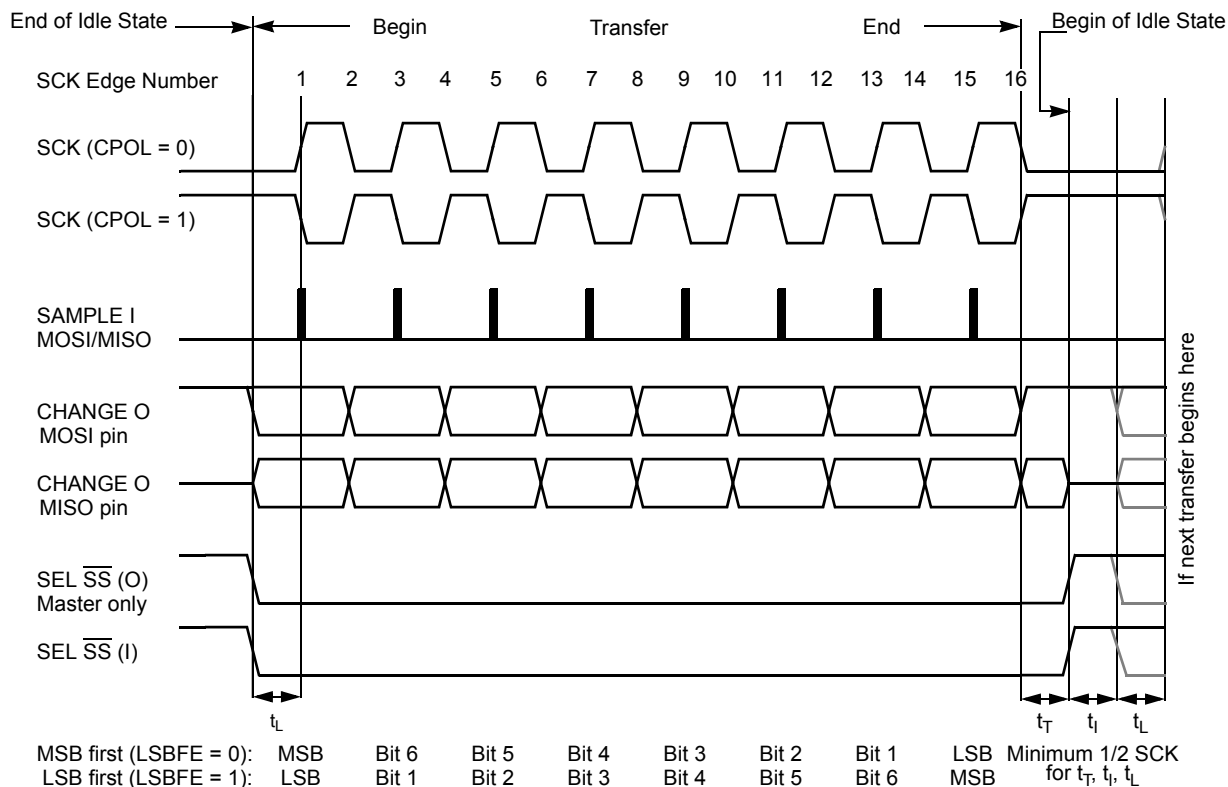 End of Idle State
Begin
Transfer
End
Begin of Idle State
SCK Edge Number
1 2 3 4 5 6 7 8 9 10 11 12 13 14 15 16
SCK (CPOL = 0)
SCK (CPOL = 1)
SAMPLE I
MOSI/MISO
CHANGE O
MOSI pin
CHANGE O
MISO pin
SEL SS (O)
Master only
SEL SS (I)
If next transfer begins here
tL
tT
tI
tL
MSB first (LSBFE = 0): MSB Bit 6 Bit 5 Bit 4 Bit 3 Bit 2 Bit 1 LSB
LSB first (LSBFE = 1): LSB Bit 1 Bit 2 Bit 3 Bit 4 Bit 5 Bit 6 MSB
Minimum 1/2 SCK
for tT, tI, tL